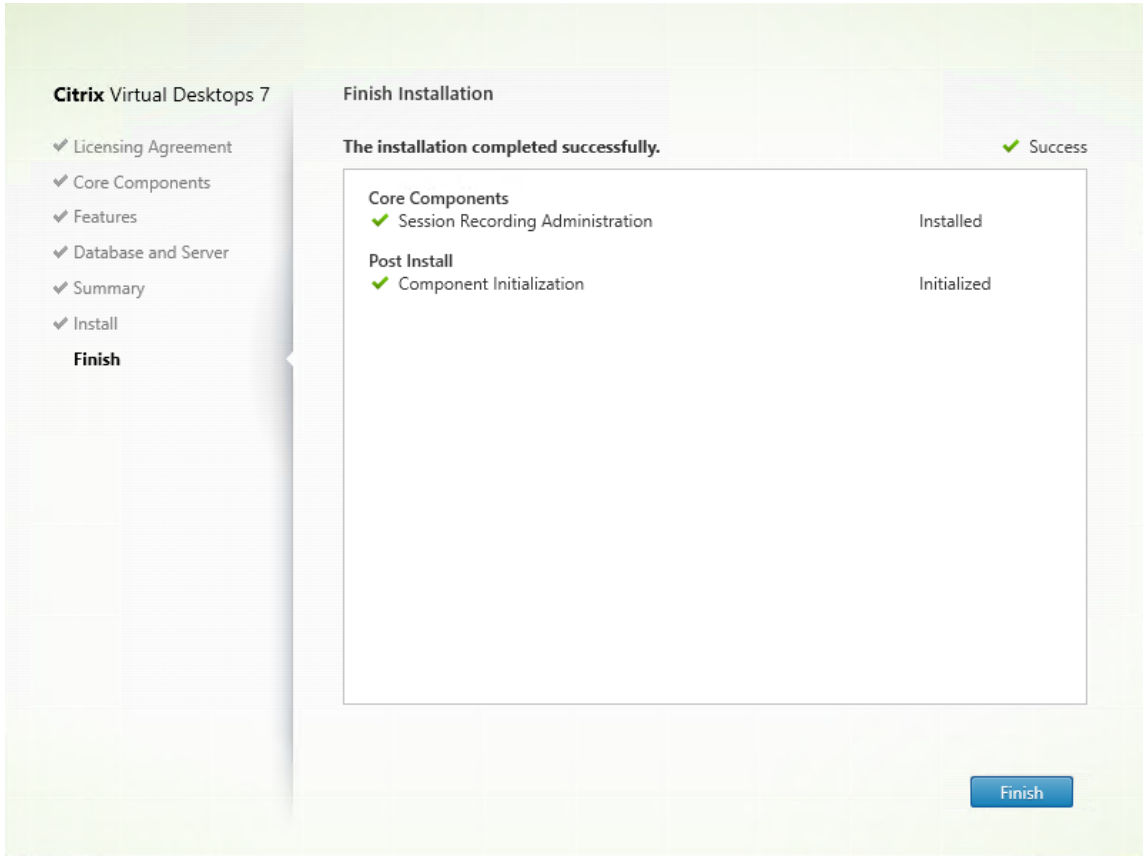 Citrix Virtual Desktops 7
Licensing Agreement
Core Components
Features
Database and Server
Summary
Install
Finish
Finish Installation
The installation completed successfully.
Success
Core Components
Session Recording Administration
Installed
Post Install
Component Initialization
Initialized
Finish